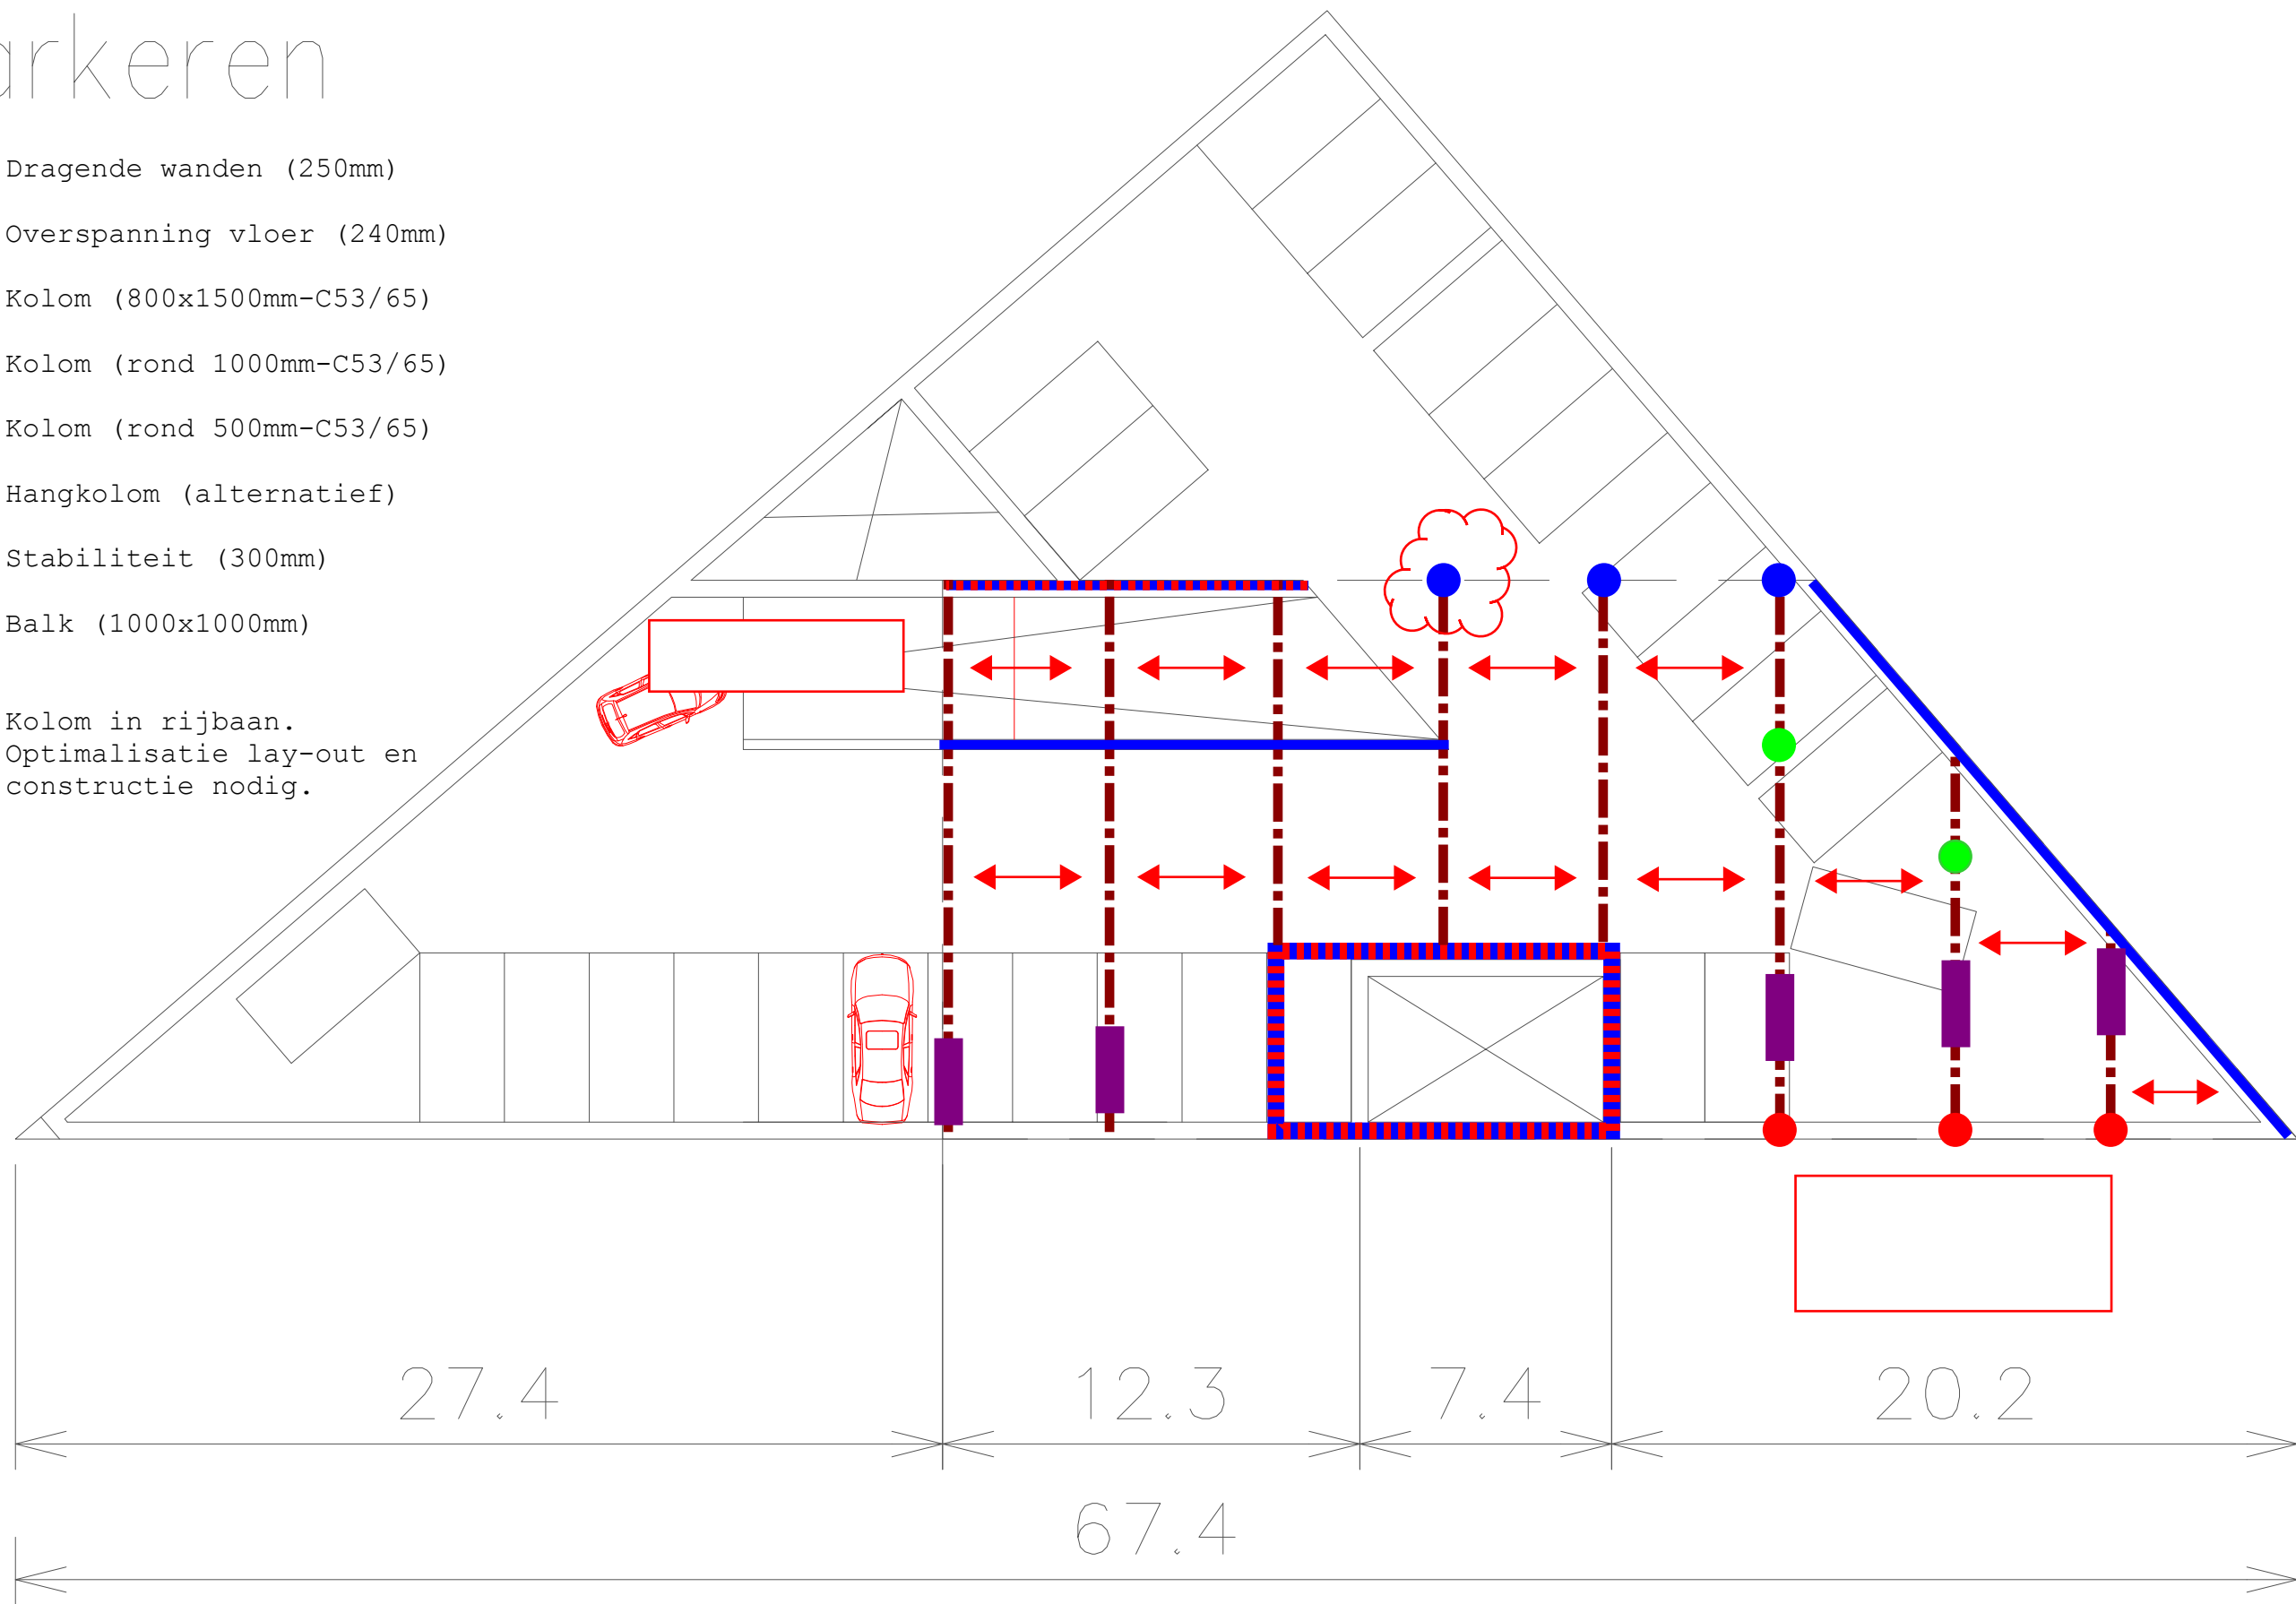 arkeren
Dragende wanden (250mm)
Overspanning vloer (240mm)
Kolom (800x1500mm-C53/65)
Kolom (rond 1000mm-C53/65)
Kolom (rond 500mm-C53/65)
Hangkolom (alternatief)
Stabiliteit (300mm)
Balk (1000x1000mm)
Kolom in rijbaan.
Optimalisatie lay-out en
constructie nodig.
27.4
12.3
7.4
20.2
67.4